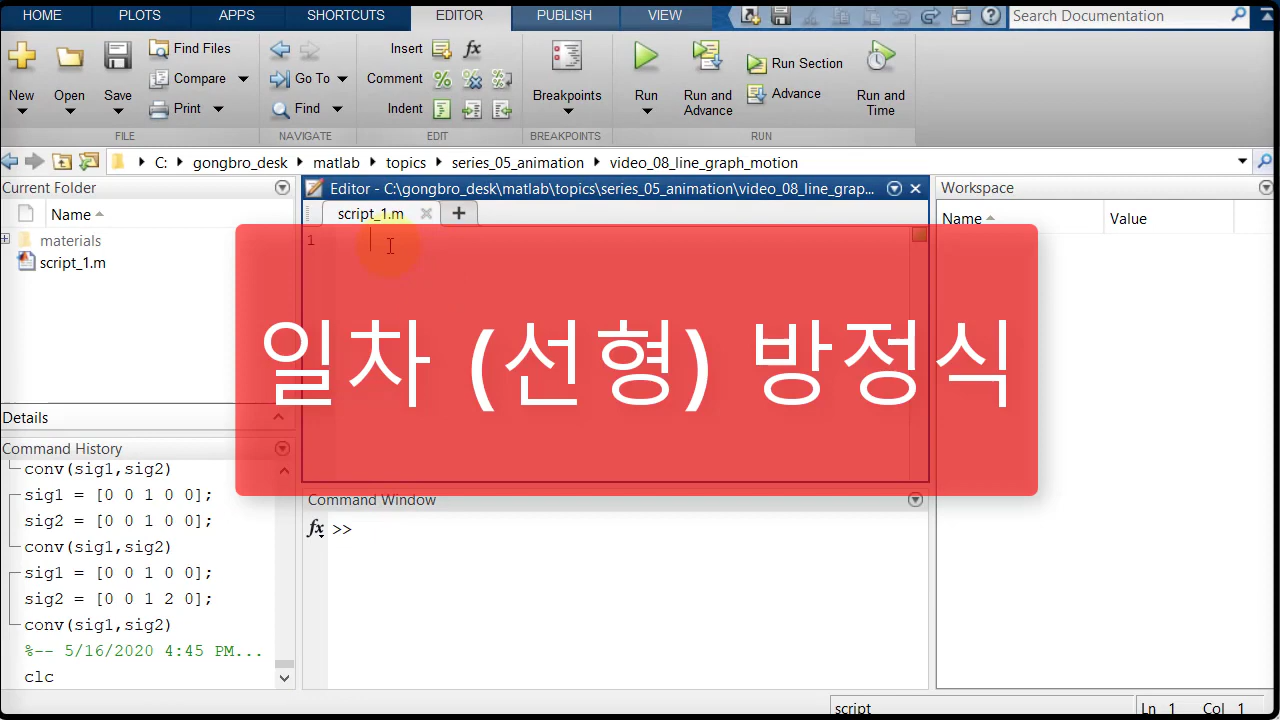 HOME PLOTS APPS SHORTCUTS EDITOR PUBLISH VIEW Search Documentation
New Open Save Find Files Compare Print FILE
Go To Find NAVIGATE
Insert fx Comment Indent EDIT
Breakpoints BREAKPOINTS
Run Run and Advance Run Section Advance Run and Time RUN
C: gongbro_desk matlab topics series_05_animation video_08_line graph_motion
Current Folder
Name
materials
script_1.m
Details
Command History
conv(sig1,sig2)
sig1 = [0 0 1 0 0];
sig2 = [0 0 1 0 0];
conv(sig1,sig2)
sig1 = [0 0 1 0 0];
sig2 = [0 0 1 2 0];
conv(sig1,sig2)
%-- 5/16/2020 4:45 PM...
clc
Editor - C:\gongbro_desk\matlab\topics\series_05_animation\video_08_line_grap...
script_1.m
1
일차 (선형) 방정식
Command Window
fx >>
Workspace
Name Value
script Ln 1 Col 1